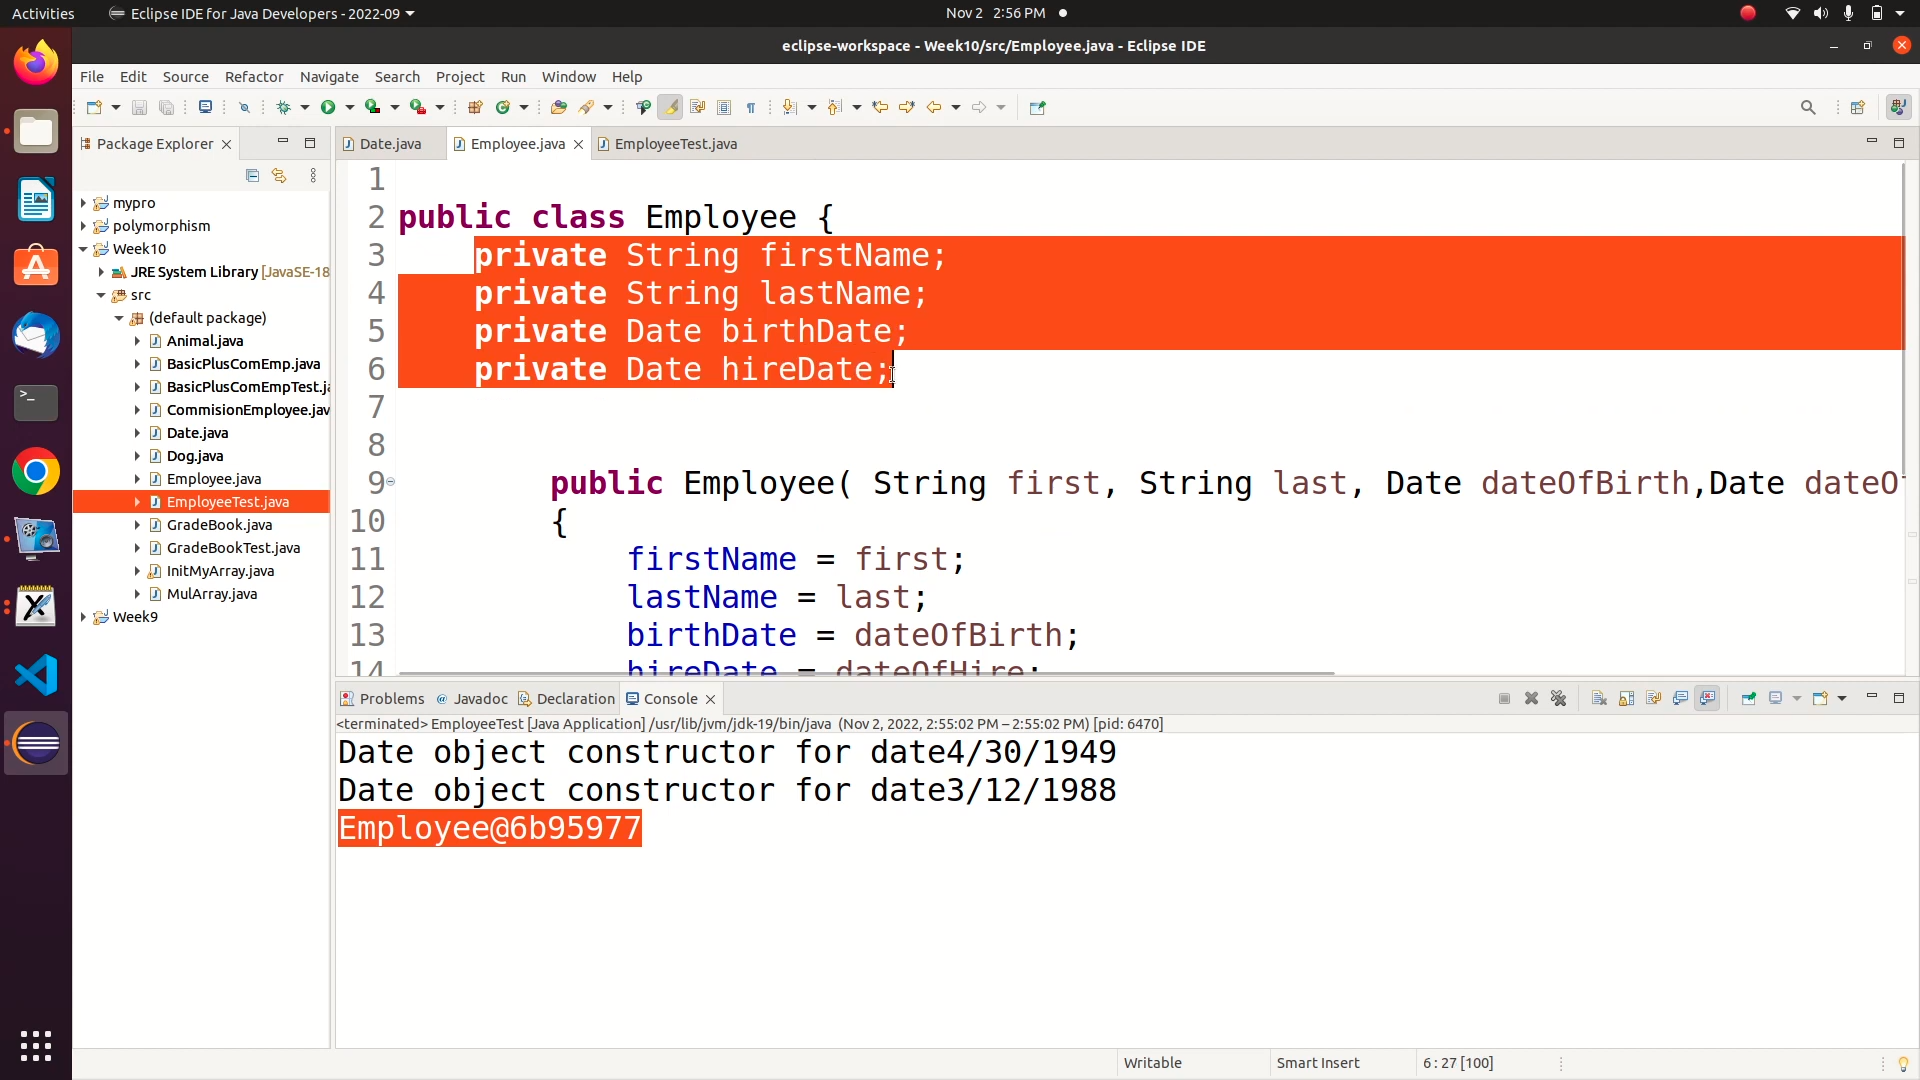 Activities Eclipse IDE for Java Developers - 2022-09 Nov 2 2:56 PM
eclipse-workspace - Week10/src/Employee.java - Eclipse IDE
File Edit Source Refactor Navigate Search Project Run Window Help
Package Explorer
Date.java Employee.java EmployeeTest.java
mypro
polymorphism
Week10
JRE System Library [JavaSE-18
src
(default package)
Animal.java
BasicPlusComEmp.java
BasicPlusComEmpTest.ja
CommisionEmployee.jav
Date.java
Dog.java
Employee.java
EmployeeTest.java
GradeBook.java
GradeBookTest.java
InitMyArray.java
MulArray.java
Week9
1
2 public class Employee {
3 private String firstName;
4 private String lastName;
5 private Date birthDate;
6 private Date hireDate;
7
8
9 public Employee( String first, String last, Date dateOfBirth,Date dateO
10 {
11 firstName = first;
12 lastName = last;
13 birthDate = dateOfBirth;
14 hireDate = dateOfHire;
Problems Javadoc Declaration Console
<terminated> EmployeeTest [Java Application] /usr/lib/jvm/jdk-19/bin/java (Nov 2, 2022, 2:55:02 PM – 2:55:02 PM) [pid: 6470]
Date object constructor for date4/30/1949
Date object constructor for date3/12/1988
Employee@6b95977
Writable Smart Insert 6 : 27 [100]